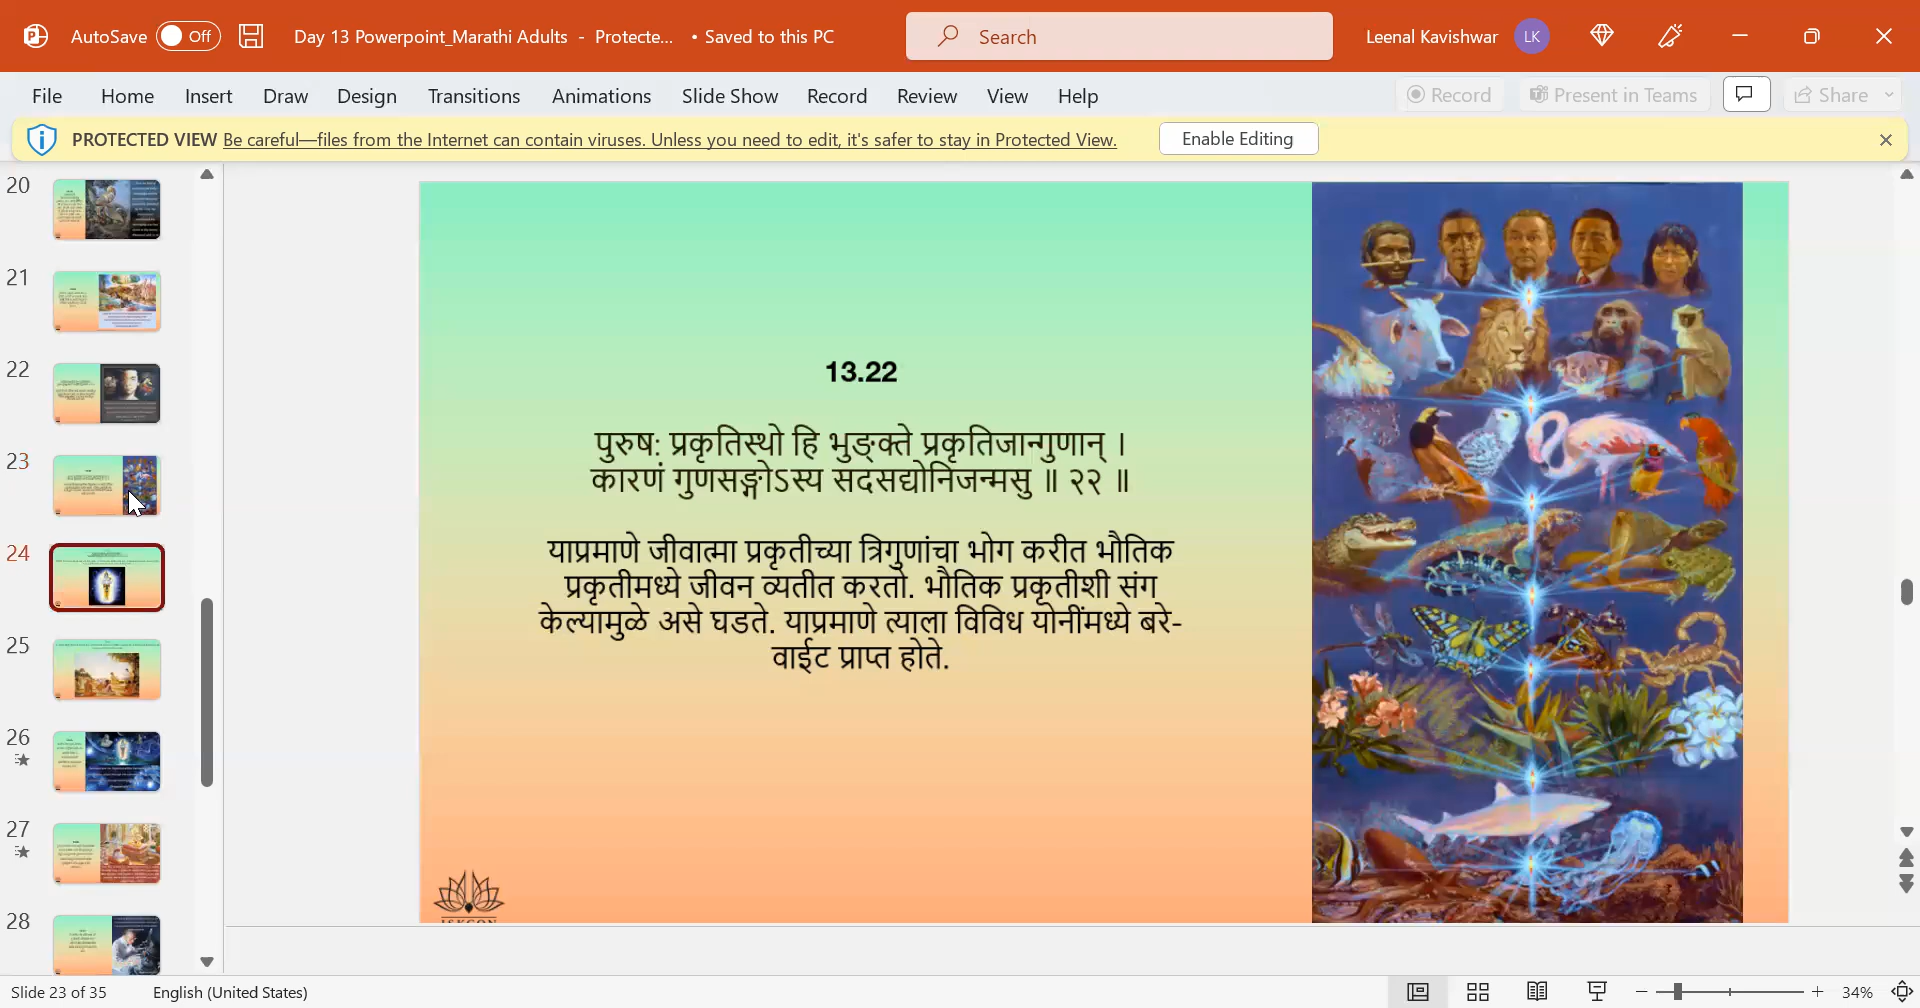 AutoSave Off Day 13 Powerpoint_Marathi Adults - Protecte... • Saved to this PC Search Leenal Kavishwar LK
File Home Insert Draw Design Transitions Animations Slide Show Record Review View Help Record Present in Teams Share
PROTECTED VIEW Be careful—files from the Internet can contain viruses. Unless you need to edit, it's safer to stay in Protected View. Enable Editing
20
21
22
23
24
25
26
27
28
13.22
पुरुषः प्रकृतिस्थो हि भुङ्‍क्ते प्रकृतिजान्गुणान् ।
कारणं गुणसङ्गोऽस्य सदसद्योनिजन्मसु ॥ २२ ॥
याप्रमाणे जीवात्मा प्रकृतीच्या त्रिगुणांचा भोग करीत भौतिक
प्रकृतीमध्ये जीवन व्यतीत करतो. भौतिक प्रकृतीशी संग
केल्यामुळे असे घडते. याप्रमाणे त्याला विविध योनींमध्ये बरे-
वाईट प्राप्त होते.
ISKCON
Slide 23 of 35 English (United States) 34%